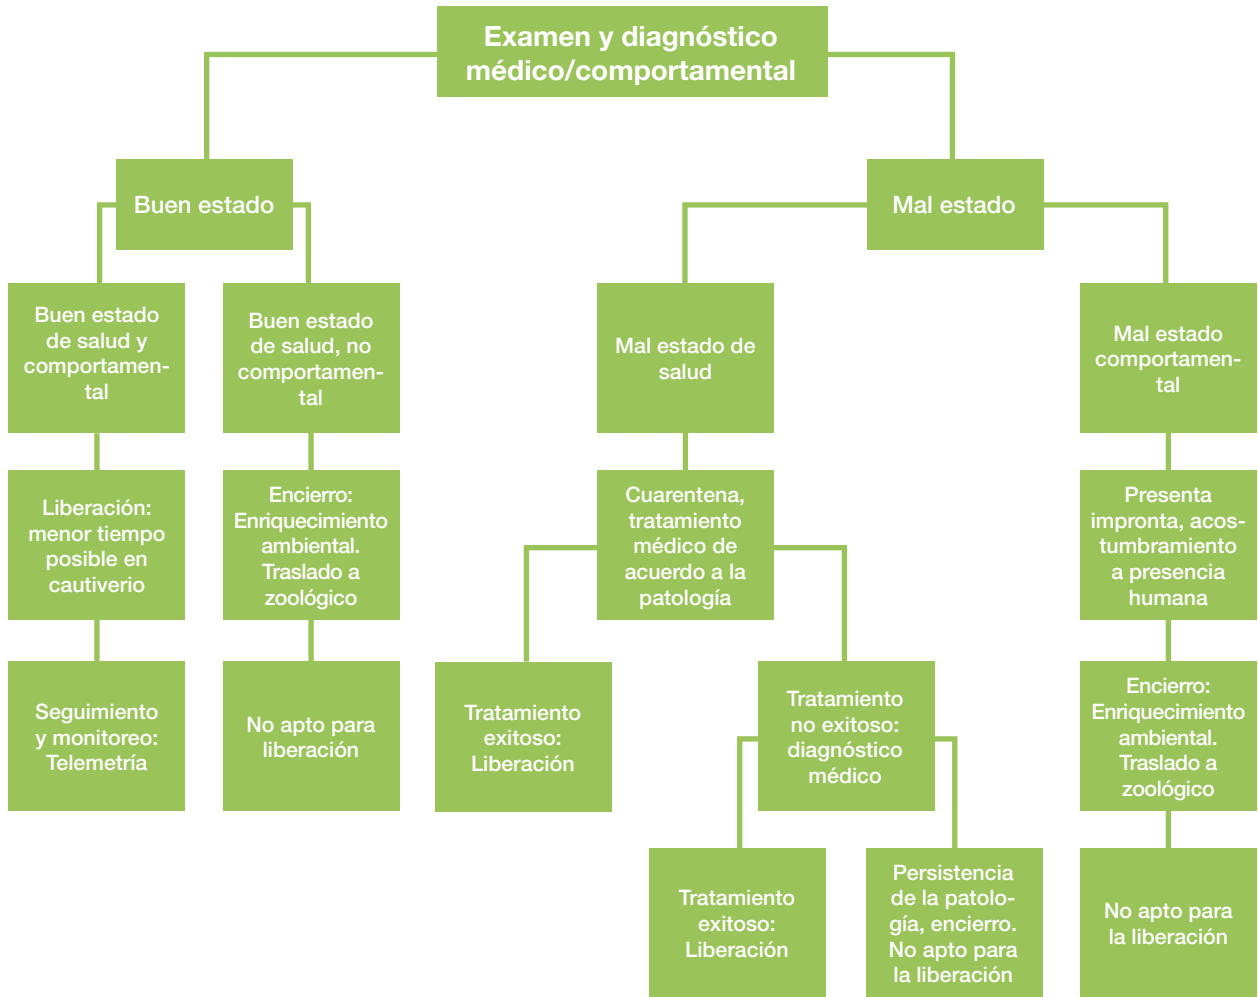 Examen y diagnóstico
médico/comportamental
Buen estado
Mal estado
Buen estado
de salud y
comportamen-
tal
Buen estado
de salud, no
comportamen-
tal
Mal estado de
salud
Mal estado
comportamen-
tal
Liberación:
menor tiempo
posible en
cautiverio
Encierro:
Enriquecimiento
ambiental.
Traslado a
zoológico
Cuarentena,
tratamiento
médico de
acuerdo a la
patología
Presenta
impronta, acos-
tumbramiento
a presencia
humana
Seguimiento
y monitoreo:
Telemetría
No apto para
liberación
Tratamiento
exitoso:
Liberación
Tratamiento
no exitoso:
diagnóstico
médico
Encierro:
Enriquecimiento
ambiental.
Traslado a
zoológico
Tratamiento
exitoso:
Liberación
Persistencia
de la patolo-
gía, encierro.
No apto para
la liberación
No apto para
la liberación